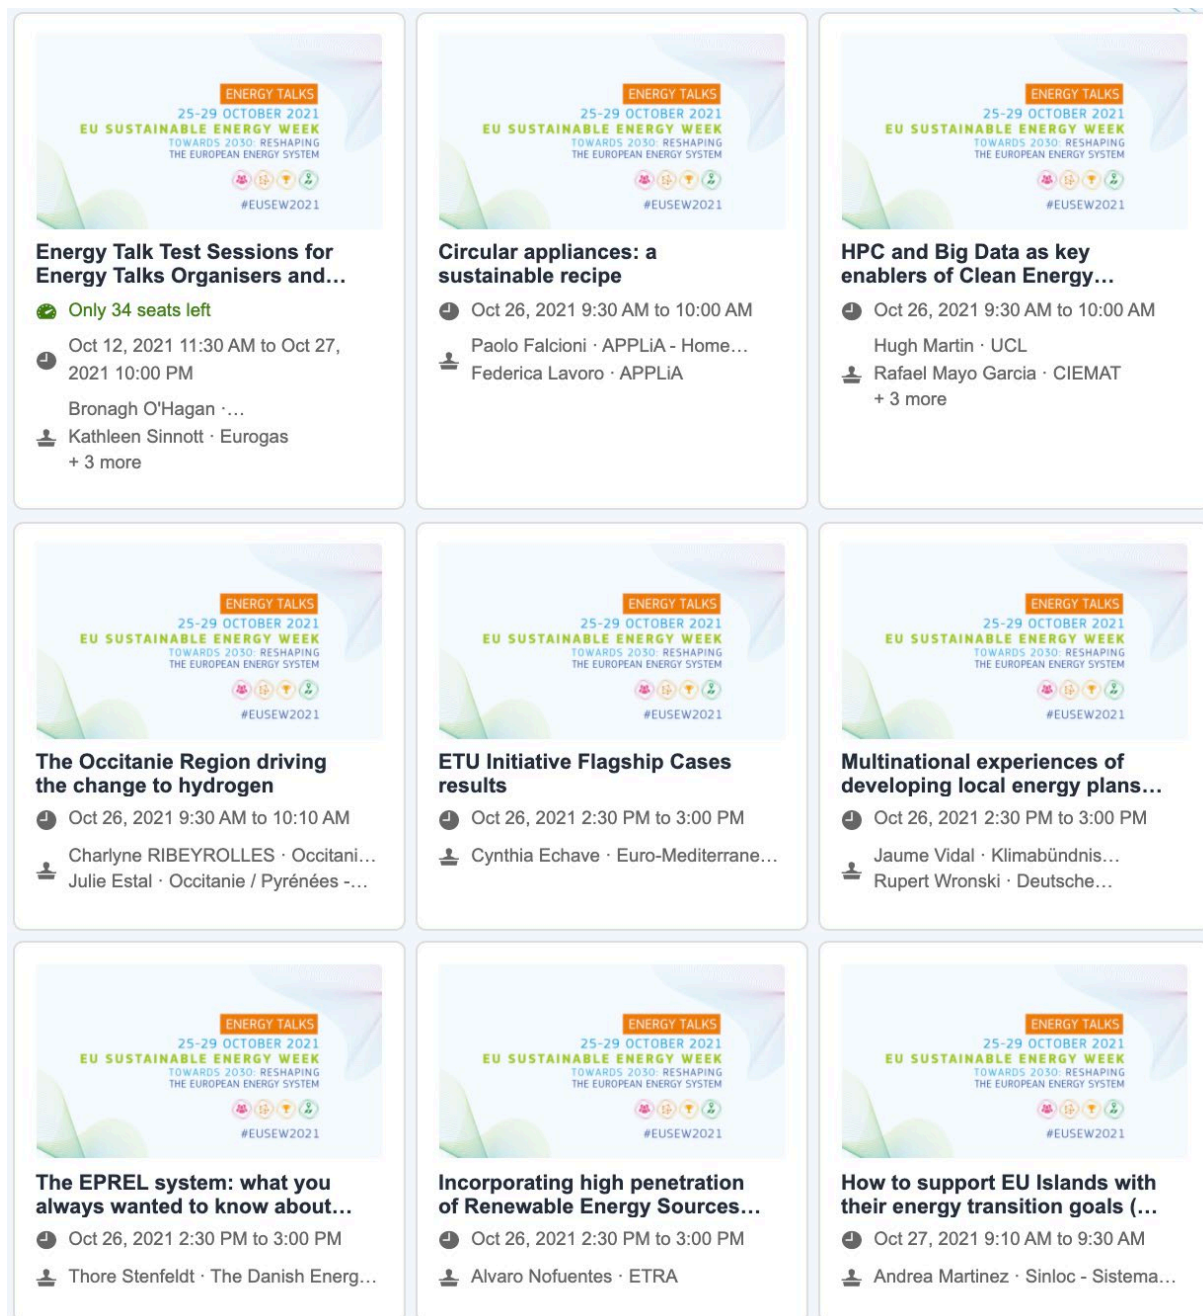 ENERGY TALKS
25-29 OCTOBER 2021
EU SUSTAINABLE ENERGY WEEK
TOWARDS 2030: RESHAPING
THE EUROPEAN ENERGY SYSTEM
#EUSEW2021
Energy Talk Test Sessions for
Energy Talks Organisers and…
Only 34 seats left
Oct 12, 2021 11:30 AM to Oct 27,
2021 10:00 PM
Bronagh O'Hagan ·…
Kathleen Sinnott · Eurogas
+ 3 more
ENERGY TALKS
25-29 OCTOBER 2021
EU SUSTAINABLE ENERGY WEEK
TOWARDS 2030: RESHAPING
THE EUROPEAN ENERGY SYSTEM
#EUSEW2021
Circular appliances: a
sustainable recipe
Oct 26, 2021 9:30 AM to 10:00 AM
Paolo Falcioni · APPLiA - Home…
Federica Lavoro · APPLiA
ENERGY TALKS
25-29 OCTOBER 2021
EU SUSTAINABLE ENERGY WEEK
TOWARDS 2030: RESHAPING
THE EUROPEAN ENERGY SYSTEM
#EUSEW2021
HPC and Big Data as key
enablers of Clean Energy…
Oct 26, 2021 9:30 AM to 10:00 AM
Hugh Martin · UCL
Rafael Mayo Garcia · CIEMAT
+ 3 more
ENERGY TALKS
25-29 OCTOBER 2021
EU SUSTAINABLE ENERGY WEEK
TOWARDS 2030: RESHAPING
THE EUROPEAN ENERGY SYSTEM
#EUSEW2021
The Occitanie Region driving
the change to hydrogen
Oct 26, 2021 9:30 AM to 10:10 AM
Charlyne RIBEYROLLES · Occitani…
Julie Estal · Occitanie / Pyrénées -…
ENERGY TALKS
25-29 OCTOBER 2021
EU SUSTAINABLE ENERGY WEEK
TOWARDS 2030: RESHAPING
THE EUROPEAN ENERGY SYSTEM
#EUSEW2021
ETU Initiative Flagship Cases
results
Oct 26, 2021 2:30 PM to 3:00 PM
Cynthia Echave · Euro-Mediterrane…
ENERGY TALKS
25-29 OCTOBER 2021
EU SUSTAINABLE ENERGY WEEK
TOWARDS 2030: RESHAPING
THE EUROPEAN ENERGY SYSTEM
#EUSEW2021
Multinational experiences of
developing local energy plans…
Oct 26, 2021 2:30 PM to 3:00 PM
Jaume Vidal · Klimabündnis…
Rupert Wronski · Deutsche…
ENERGY TALKS
25-29 OCTOBER 2021
EU SUSTAINABLE ENERGY WEEK
TOWARDS 2030: RESHAPING
THE EUROPEAN ENERGY SYSTEM
#EUSEW2021
The EPREL system: what you
always wanted to know about…
Oct 26, 2021 2:30 PM to 3:00 PM
Thore Stenfeldt · The Danish Energ…
ENERGY TALKS
25-29 OCTOBER 2021
EU SUSTAINABLE ENERGY WEEK
TOWARDS 2030: RESHAPING
THE EUROPEAN ENERGY SYSTEM
#EUSEW2021
Incorporating high penetration
of Renewable Energy Sources…
Oct 26, 2021 2:30 PM to 3:00 PM
Alvaro Nofuentes · ETRA
ENERGY TALKS
25-29 OCTOBER 2021
EU SUSTAINABLE ENERGY WEEK
TOWARDS 2030: RESHAPING
THE EUROPEAN ENERGY SYSTEM
#EUSEW2021
How to support EU Islands with
their energy transition goals (…
Oct 27, 2021 9:10 AM to 9:30 AM
Andrea Martinez · Sinloc - Sistema…